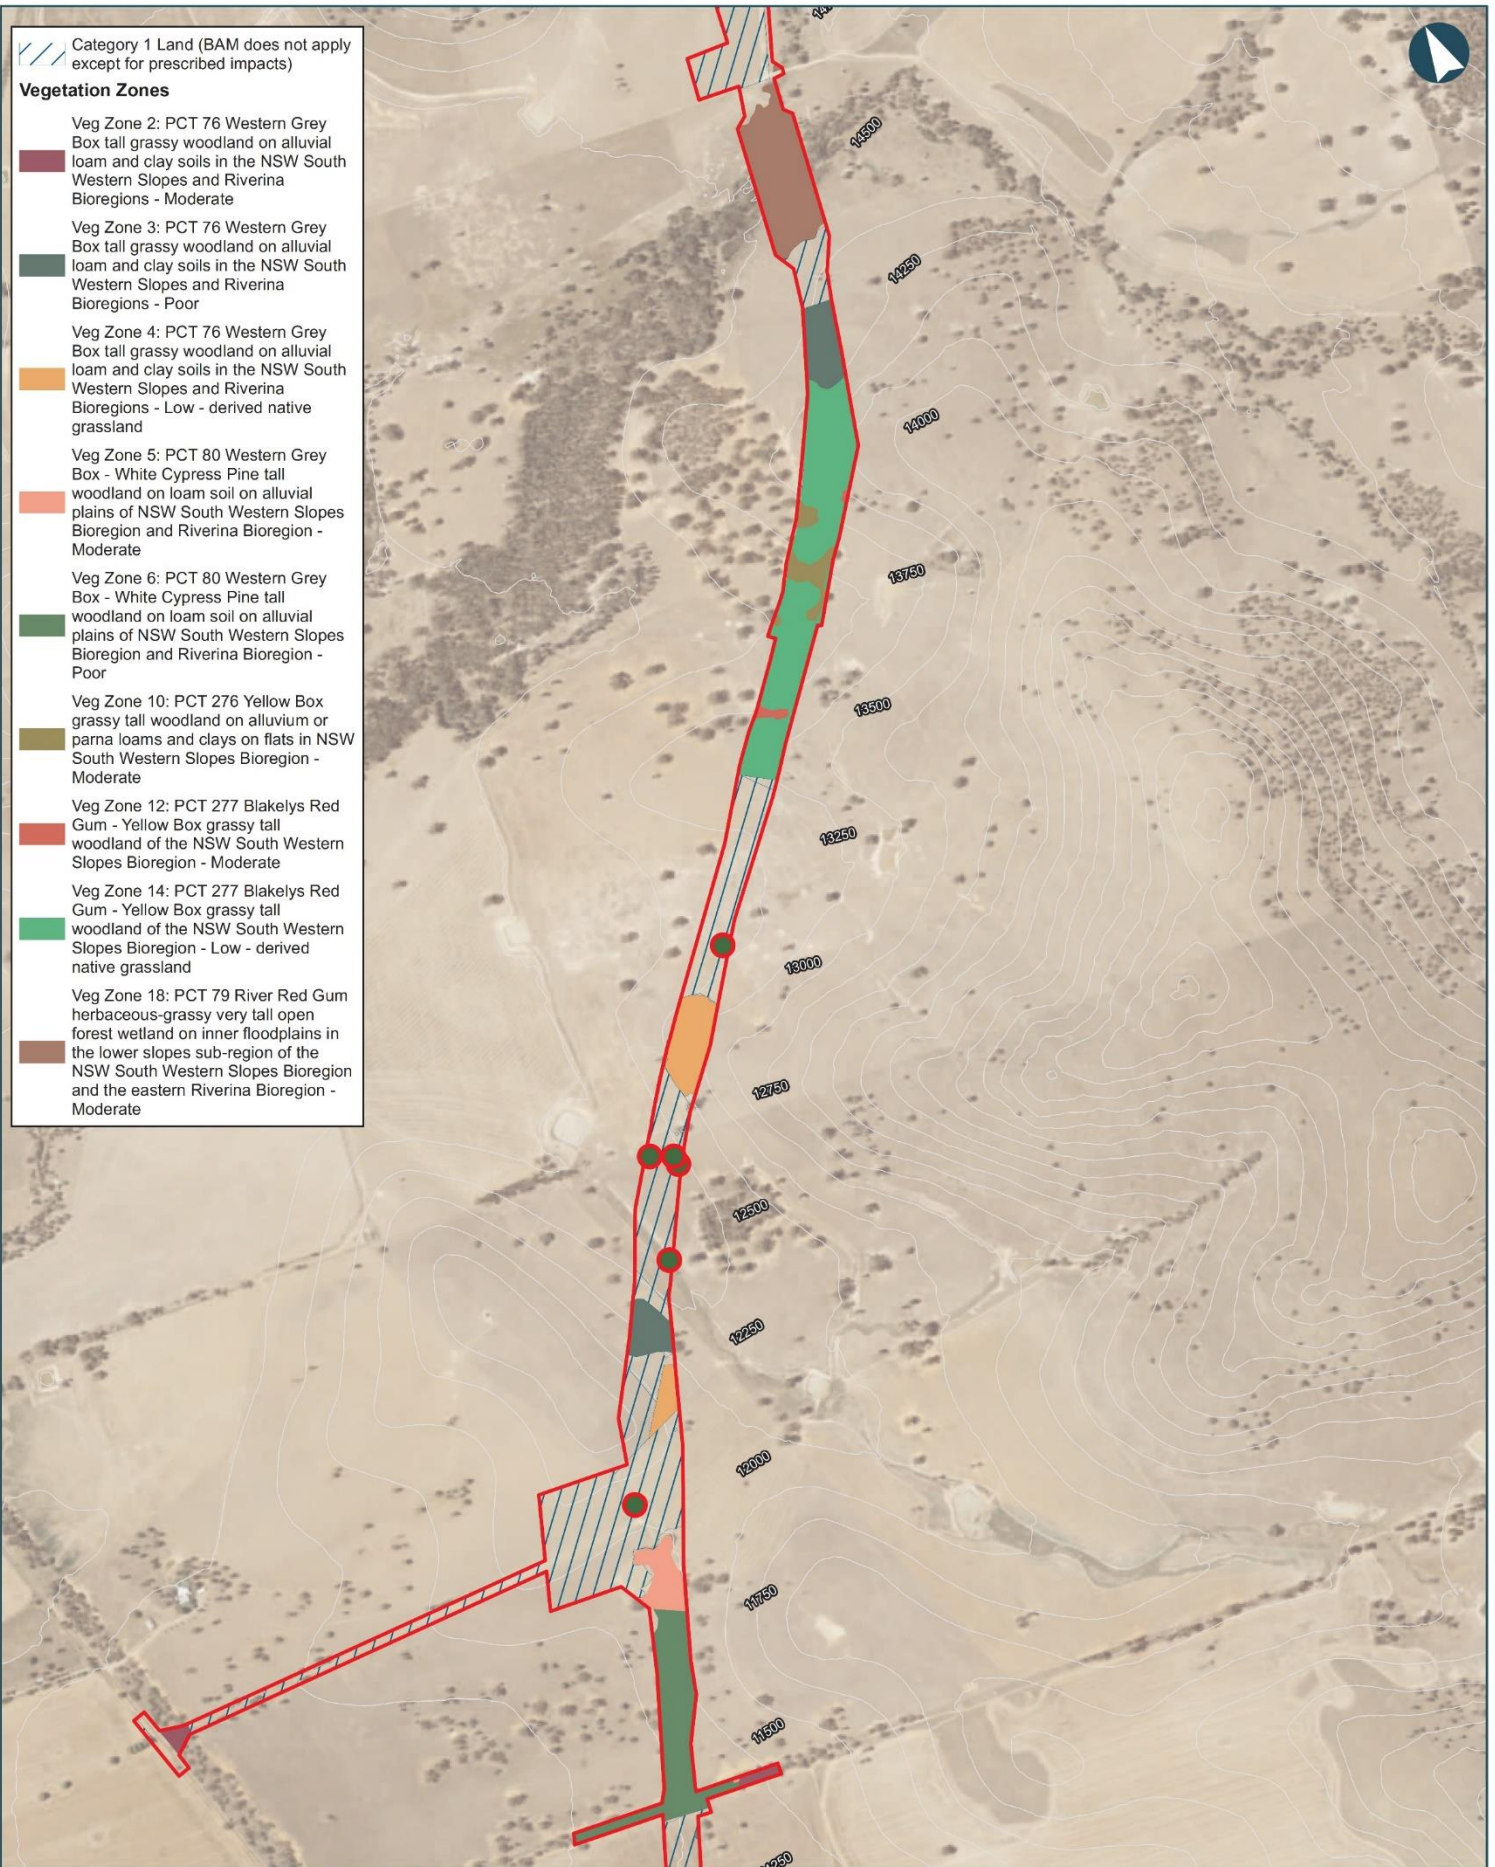 Category 1 Land (BAM does not apply
except for prescribed impacts)
Vegetation Zones
Veg Zone 2: PCT 76 Western Grey
Box tall grassy woodland on alluvial
loam and clay soils in the NSW South
Western Slopes and Riverina
Bioregions - Moderate
Veg Zone 3: PCT 76 Western Grey
Box tall grassy woodland on alluvial
loam and clay soils in the NSW South
Western Slopes and Riverina
Bioregions - Poor
Veg Zone 4: PCT 76 Western Grey
Box tall grassy woodland on alluvial
loam and clay soils in the NSW South
Western Slopes and Riverina
Bioregions - Low - derived native
grassland
Veg Zone 5: PCT 80 Western Grey
Box - White Cypress Pine tall
woodland on loam soil on alluvial
plains of NSW South Western Slopes
Bioregion and Riverina Bioregion -
Moderate
Veg Zone 6: PCT 80 Western Grey
Box - White Cypress Pine tall
woodland on loam soil on alluvial
plains of NSW South Western Slopes
Bioregion and Riverina Bioregion -
Poor
Veg Zone 10: PCT 276 Yellow Box
grassy tall woodland on alluvium or
parna loams and clays on flats in NSW
South Western Slopes Bioregion -
Moderate
Veg Zone 12: PCT 277 Blakelys Red
Gum - Yellow Box grassy tall
woodland of the NSW South Western
Slopes Bioregion - Moderate
Veg Zone 14: PCT 277 Blakelys Red
Gum - Yellow Box grassy tall
woodland of the NSW South Western
Slopes Bioregion - Low - derived
native grassland
Veg Zone 18: PCT 79 River Red Gum
herbaceous-grassy very tall open
forest wetland on inner floodplains in
the lower slopes sub-region of the
NSW South Western Slopes Bioregion
and the eastern Riverina Bioregion -
Moderate
14500
14250
14000
13750
13500
13250
13000
12750
12500
12250
12000
11750
11500